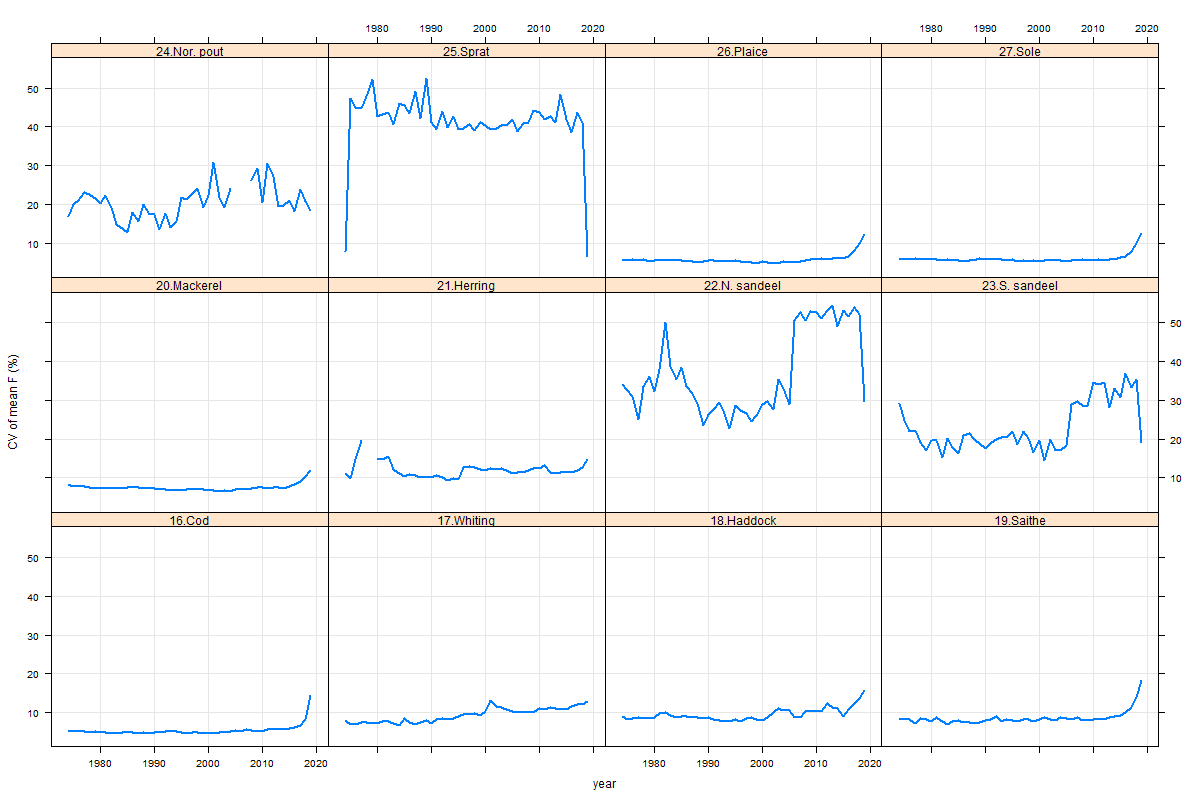 1980 1990 2000 2010 2020 1980 1990 2000 2010 2020
24.Nor. pout 25.Sprat 26.Plaice 27.Sole
50
40
30
20
10
20.Mackerel 21.Herring 22.N. sandeel 23.S. sandeel
50
40
30
20
10
CV of mean F (%)
16.Cod 17.Whiting 18.Haddock 19.Saithe
50
40
30
20
10
1980 1990 2000 2010 2020 1980 1990 2000 2010 2020
year